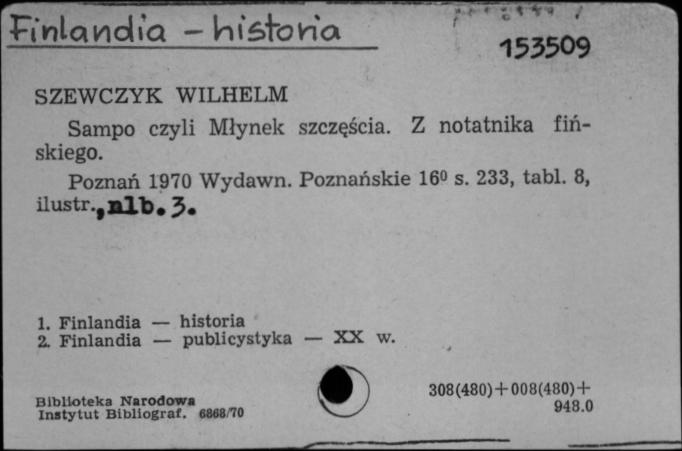 Finlandia – historia
153509
SZEWCZYK WILHELM
Sampo czyli Młynek szczęścia. Z notatnika fiń-
skiego.
Poznań 1970 Wydawn. Poznańskie 16⁰ s. 233, tabl. 8,
ilustr., nlb. 3.
1. Finlandia — historia
2. Finlandia — publicystyka — XX w.
Biblioteka Narodowa
Instytut Bibliograf. 6868/70
308(480)+008(480)+
948.0